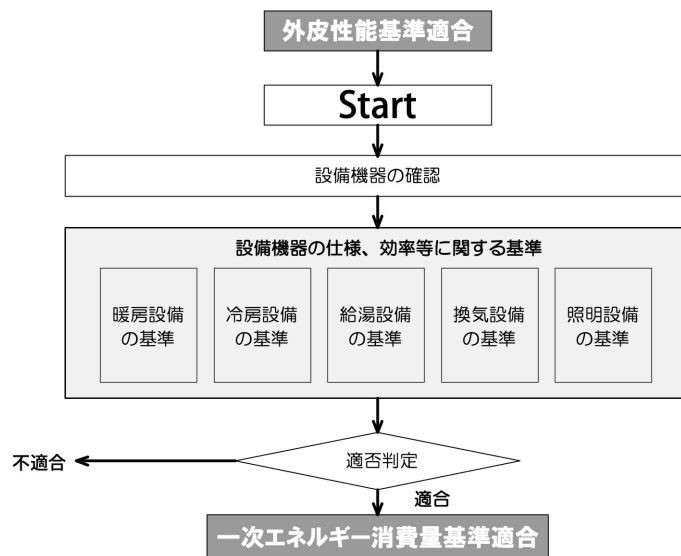 外皮性能基準適合
Start
設備機器の確認
設備機器の仕様、効率等に関する基準
暖房設備
の基準
冷房設備
の基準
給湯設備
の基準
換気設備
の基準
照明設備
の基準
適否判定
不適合
適合
一次エネルギー消費量基準適合